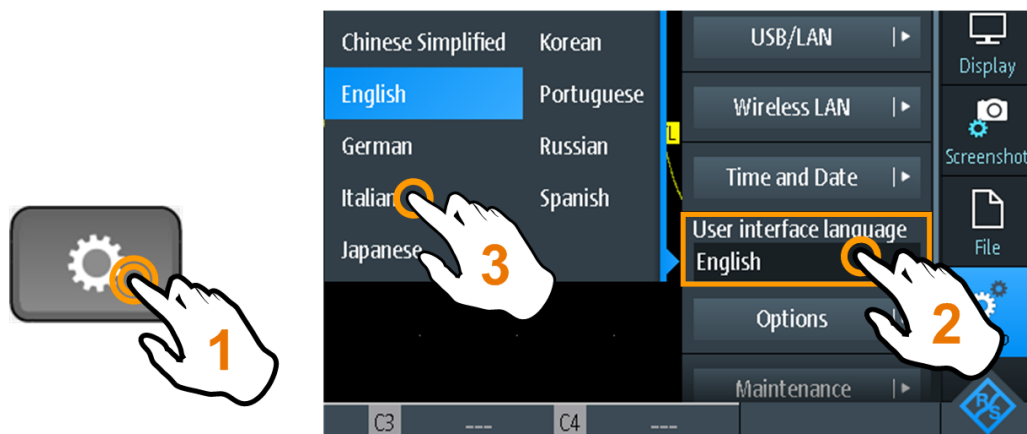 Chinese Simplified
Korean
English
Portuguese
German
Russian
Italian
Spanish
Japanese
USB/LAN
Wireless LAN
Time and Date
User interface language
English
Options
Maintenance
Display
Screenshot
File
1
2
3
C3
---
C4
---
R&S